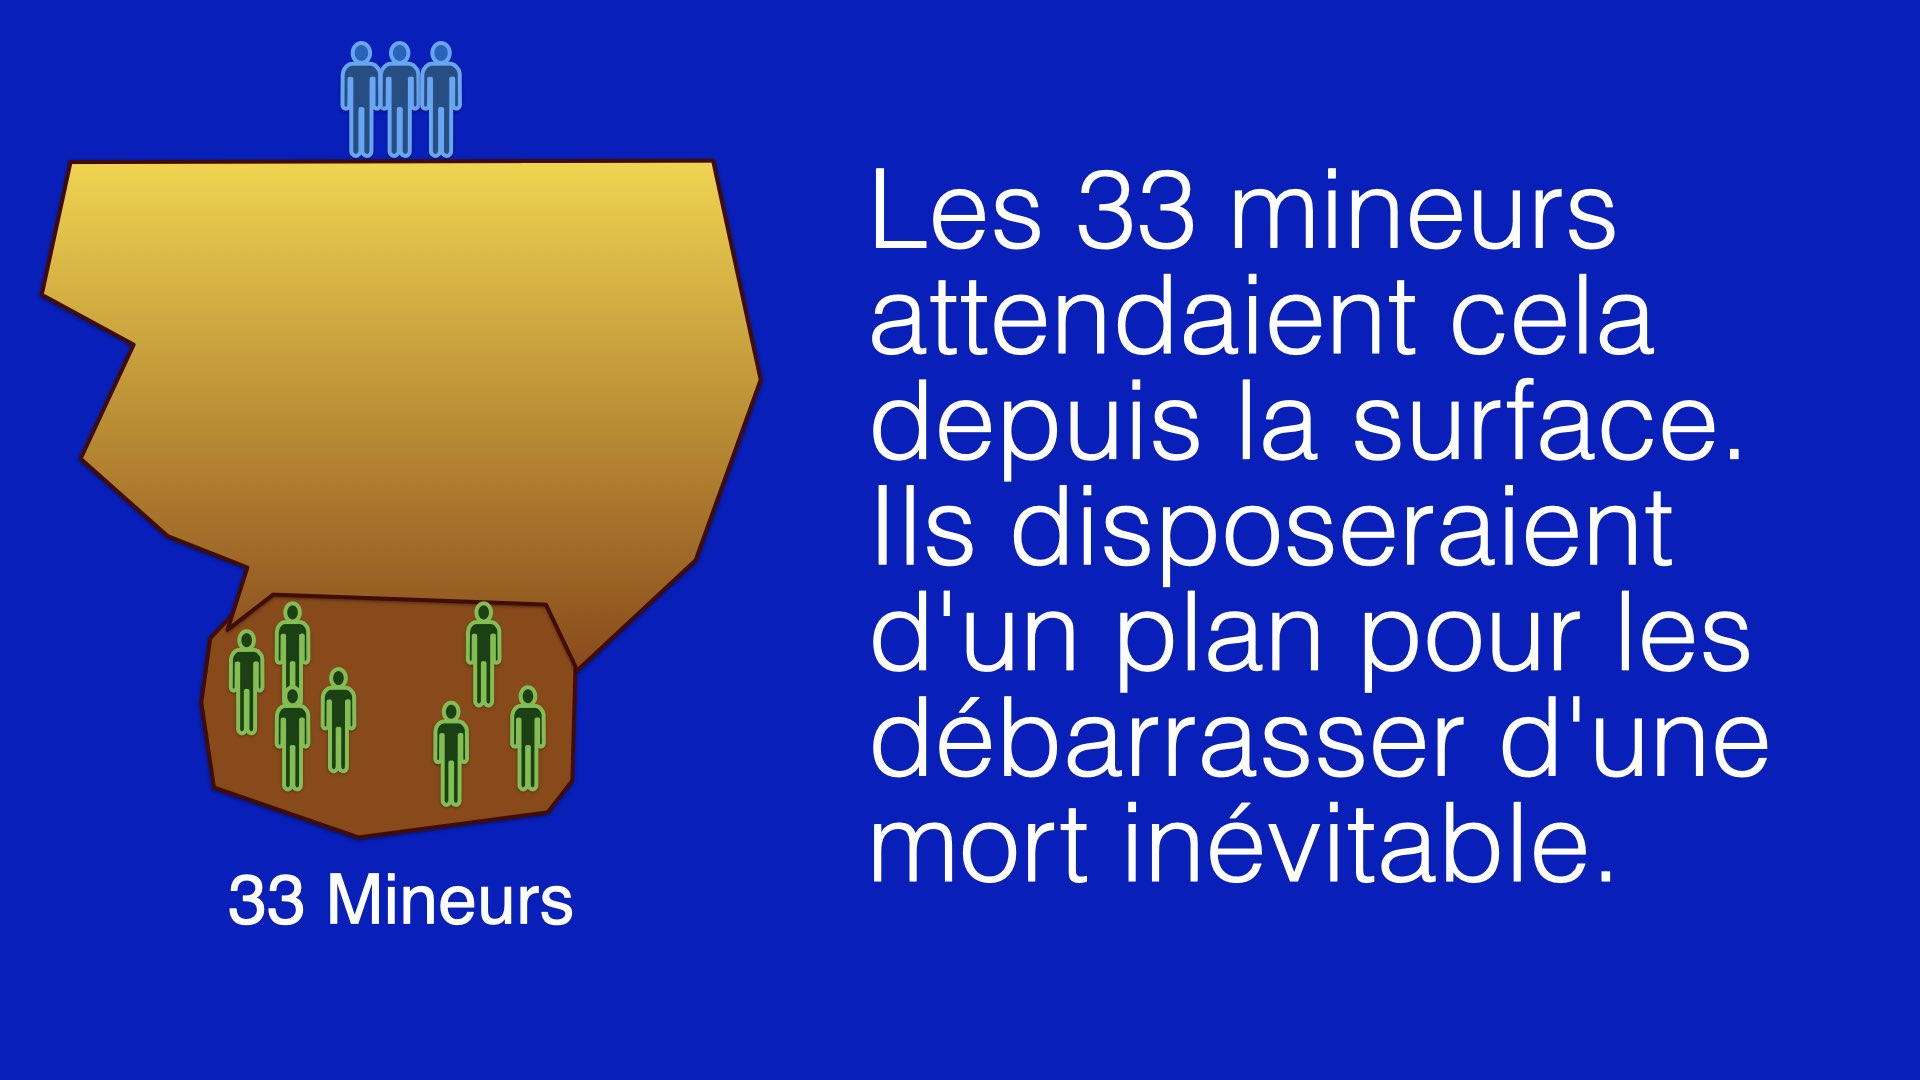 Les 33 mineurs
attendaient cela
depuis la surface.
Ils disposeraient
d'un plan pour les
débarrasser d'une
mort inévitable.
33 Mineurs